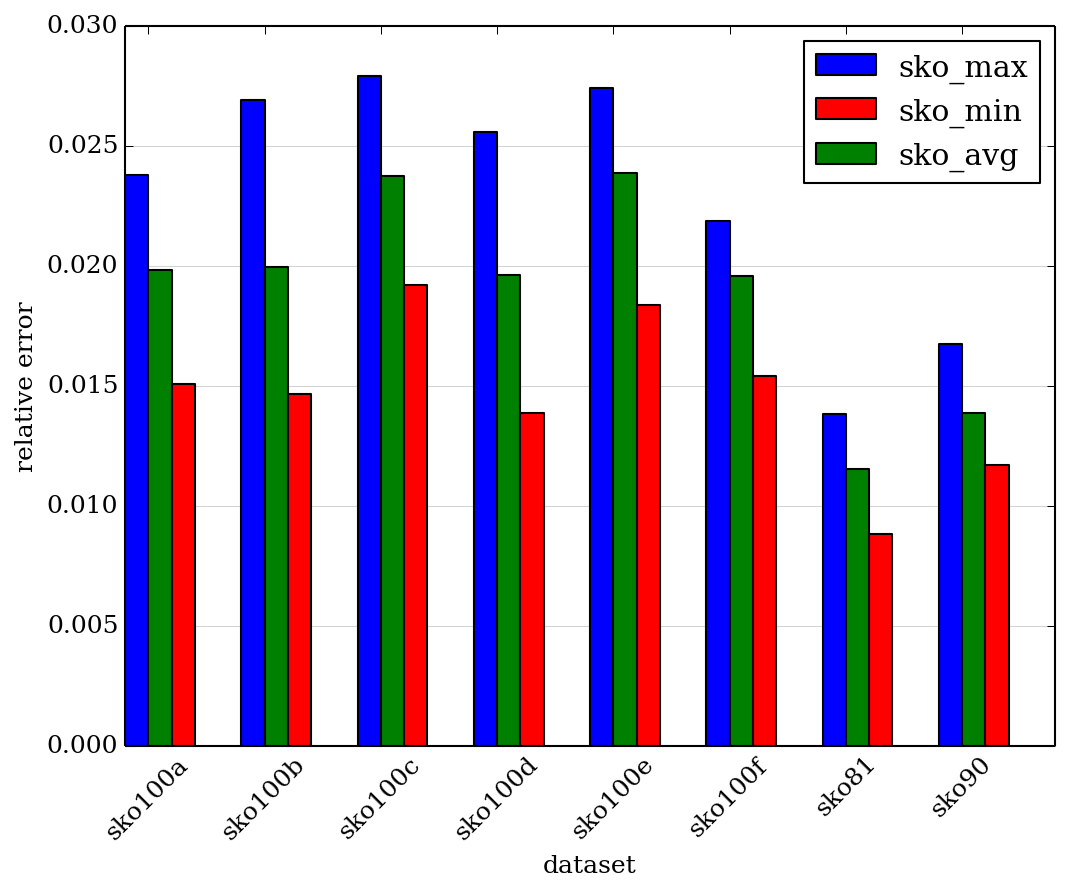 0.030
0.025
0.020
0.015
0.010
0.005
0.000
relative error
sko_max
sko_min
sko_avg
sko100a
sko100b
sko100c
sko100d
sko100e
sko100f
sko81
sko90
dataset